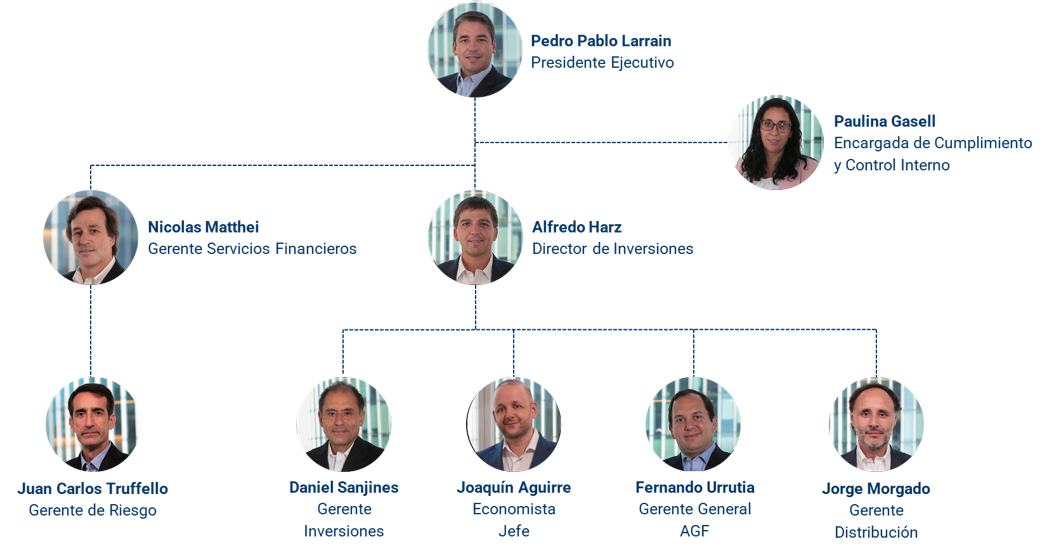 Pedro Pablo Larrain
Presidente Ejecutivo
Paulina Gasell
Encargada de Cumplimiento
y Control Interno
Nicolas Matthei
Gerente Servicios Financieros
Alfredo Harz
Director de Inversiones
Juan Carlos Truffello
Gerente de Riesgo
Daniel Sanjines
Gerente
Inversiones
Joaquín Aguirre
Economista
Jefe
Fernando Urrutia
Gerente General
AGF
Jorge Morgado
Gerente
Distribución